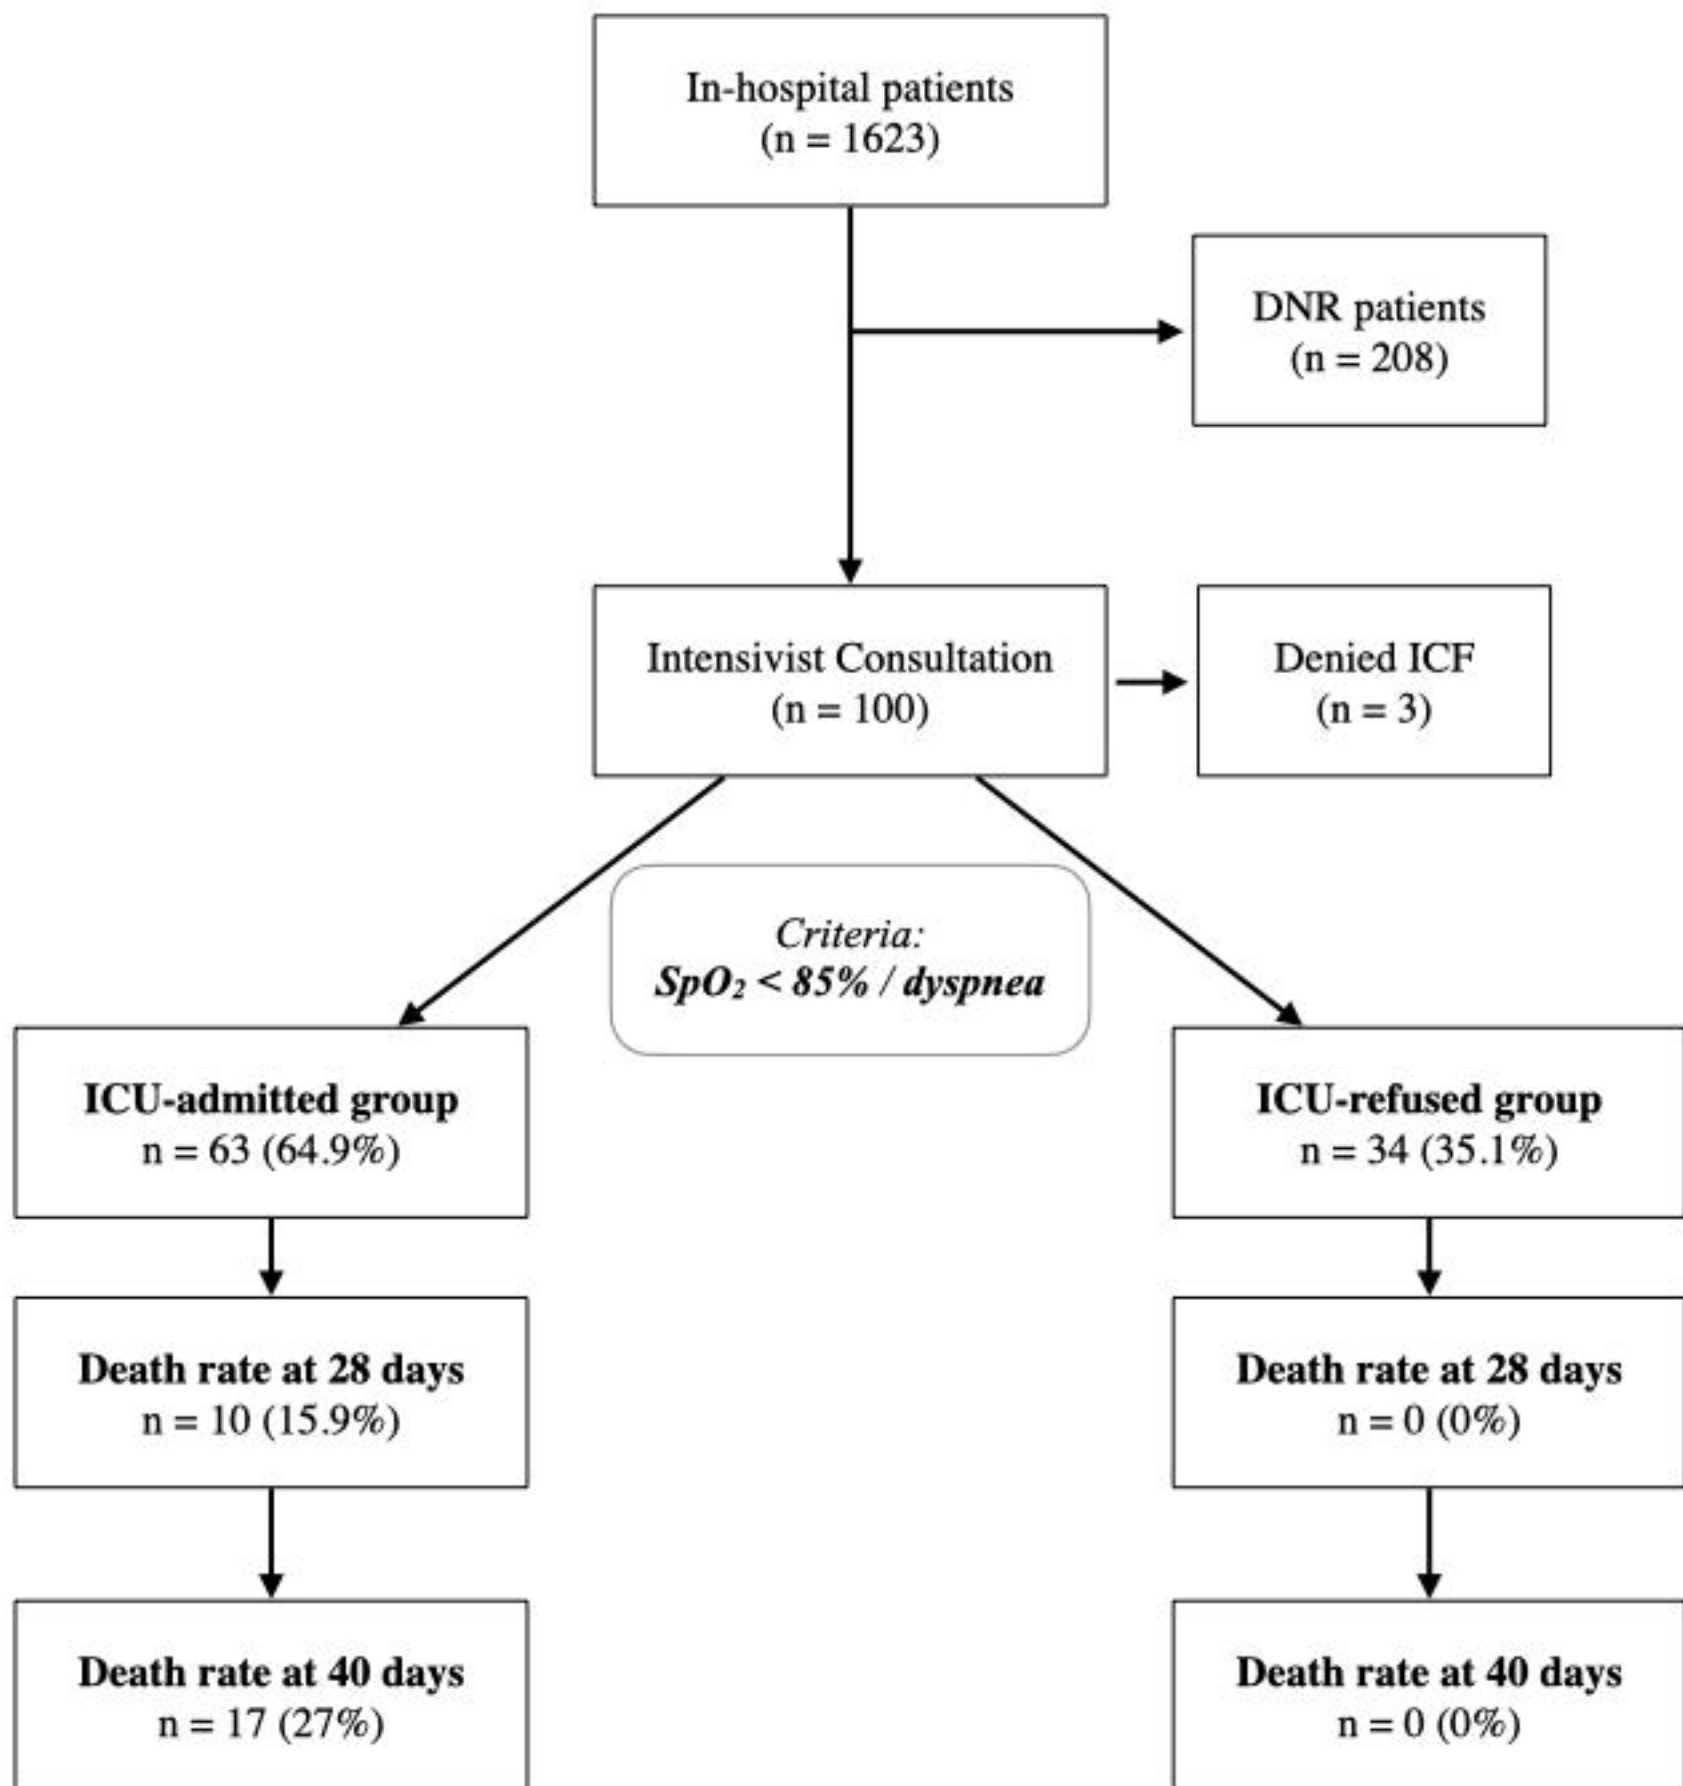 In-hospital patients
(n = 1623)
DNR patients
(n = 208)
Intensivist Consultation
(n = 100)
Denied ICF
(n = 3)
Criteria:
SpO₂ < 85% / dyspnea
ICU-admitted group
n = 63 (64.9%)
ICU-refused group
n = 34 (35.1%)
Death rate at 28 days
n = 10 (15.9%)
Death rate at 28 days
n = 0 (0%)
Death rate at 40 days
n = 17 (27%)
Death rate at 40 days
n = 0 (0%)